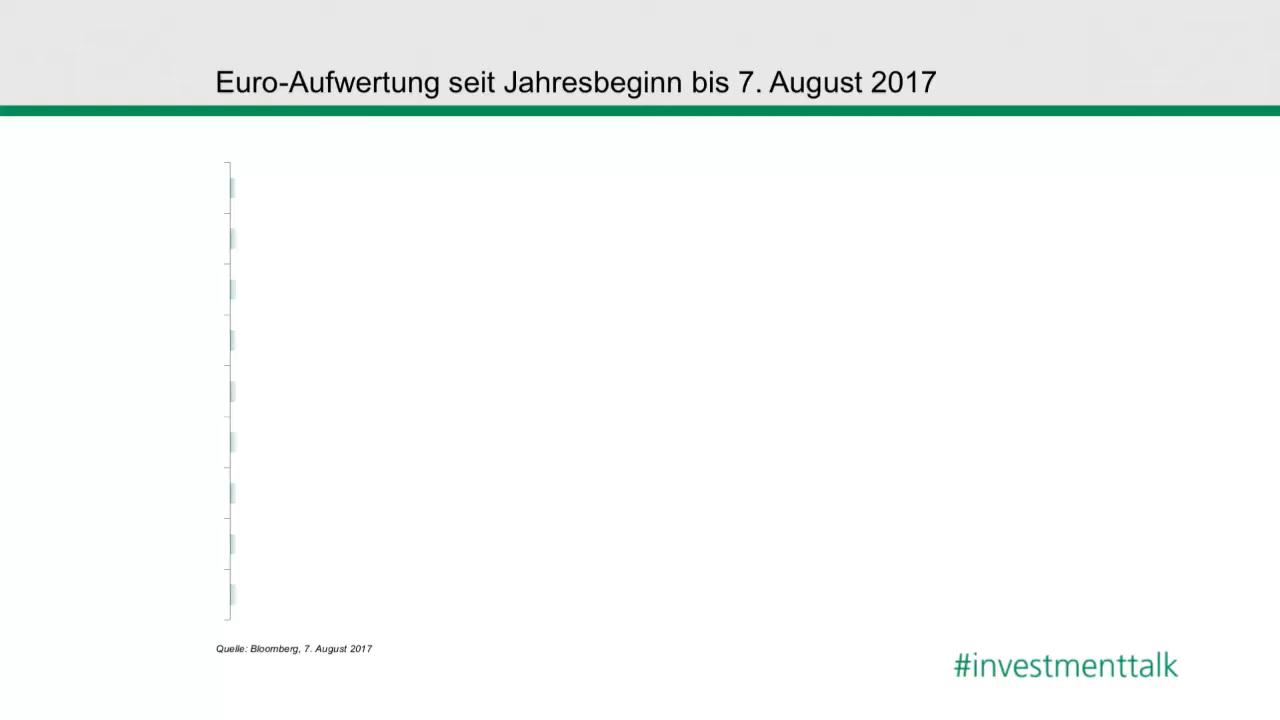 Euro-Aufwertung seit Jahresbeginn bis 7. August 2017
Quelle: Bloomberg, 7. August 2017
#investmenttalk